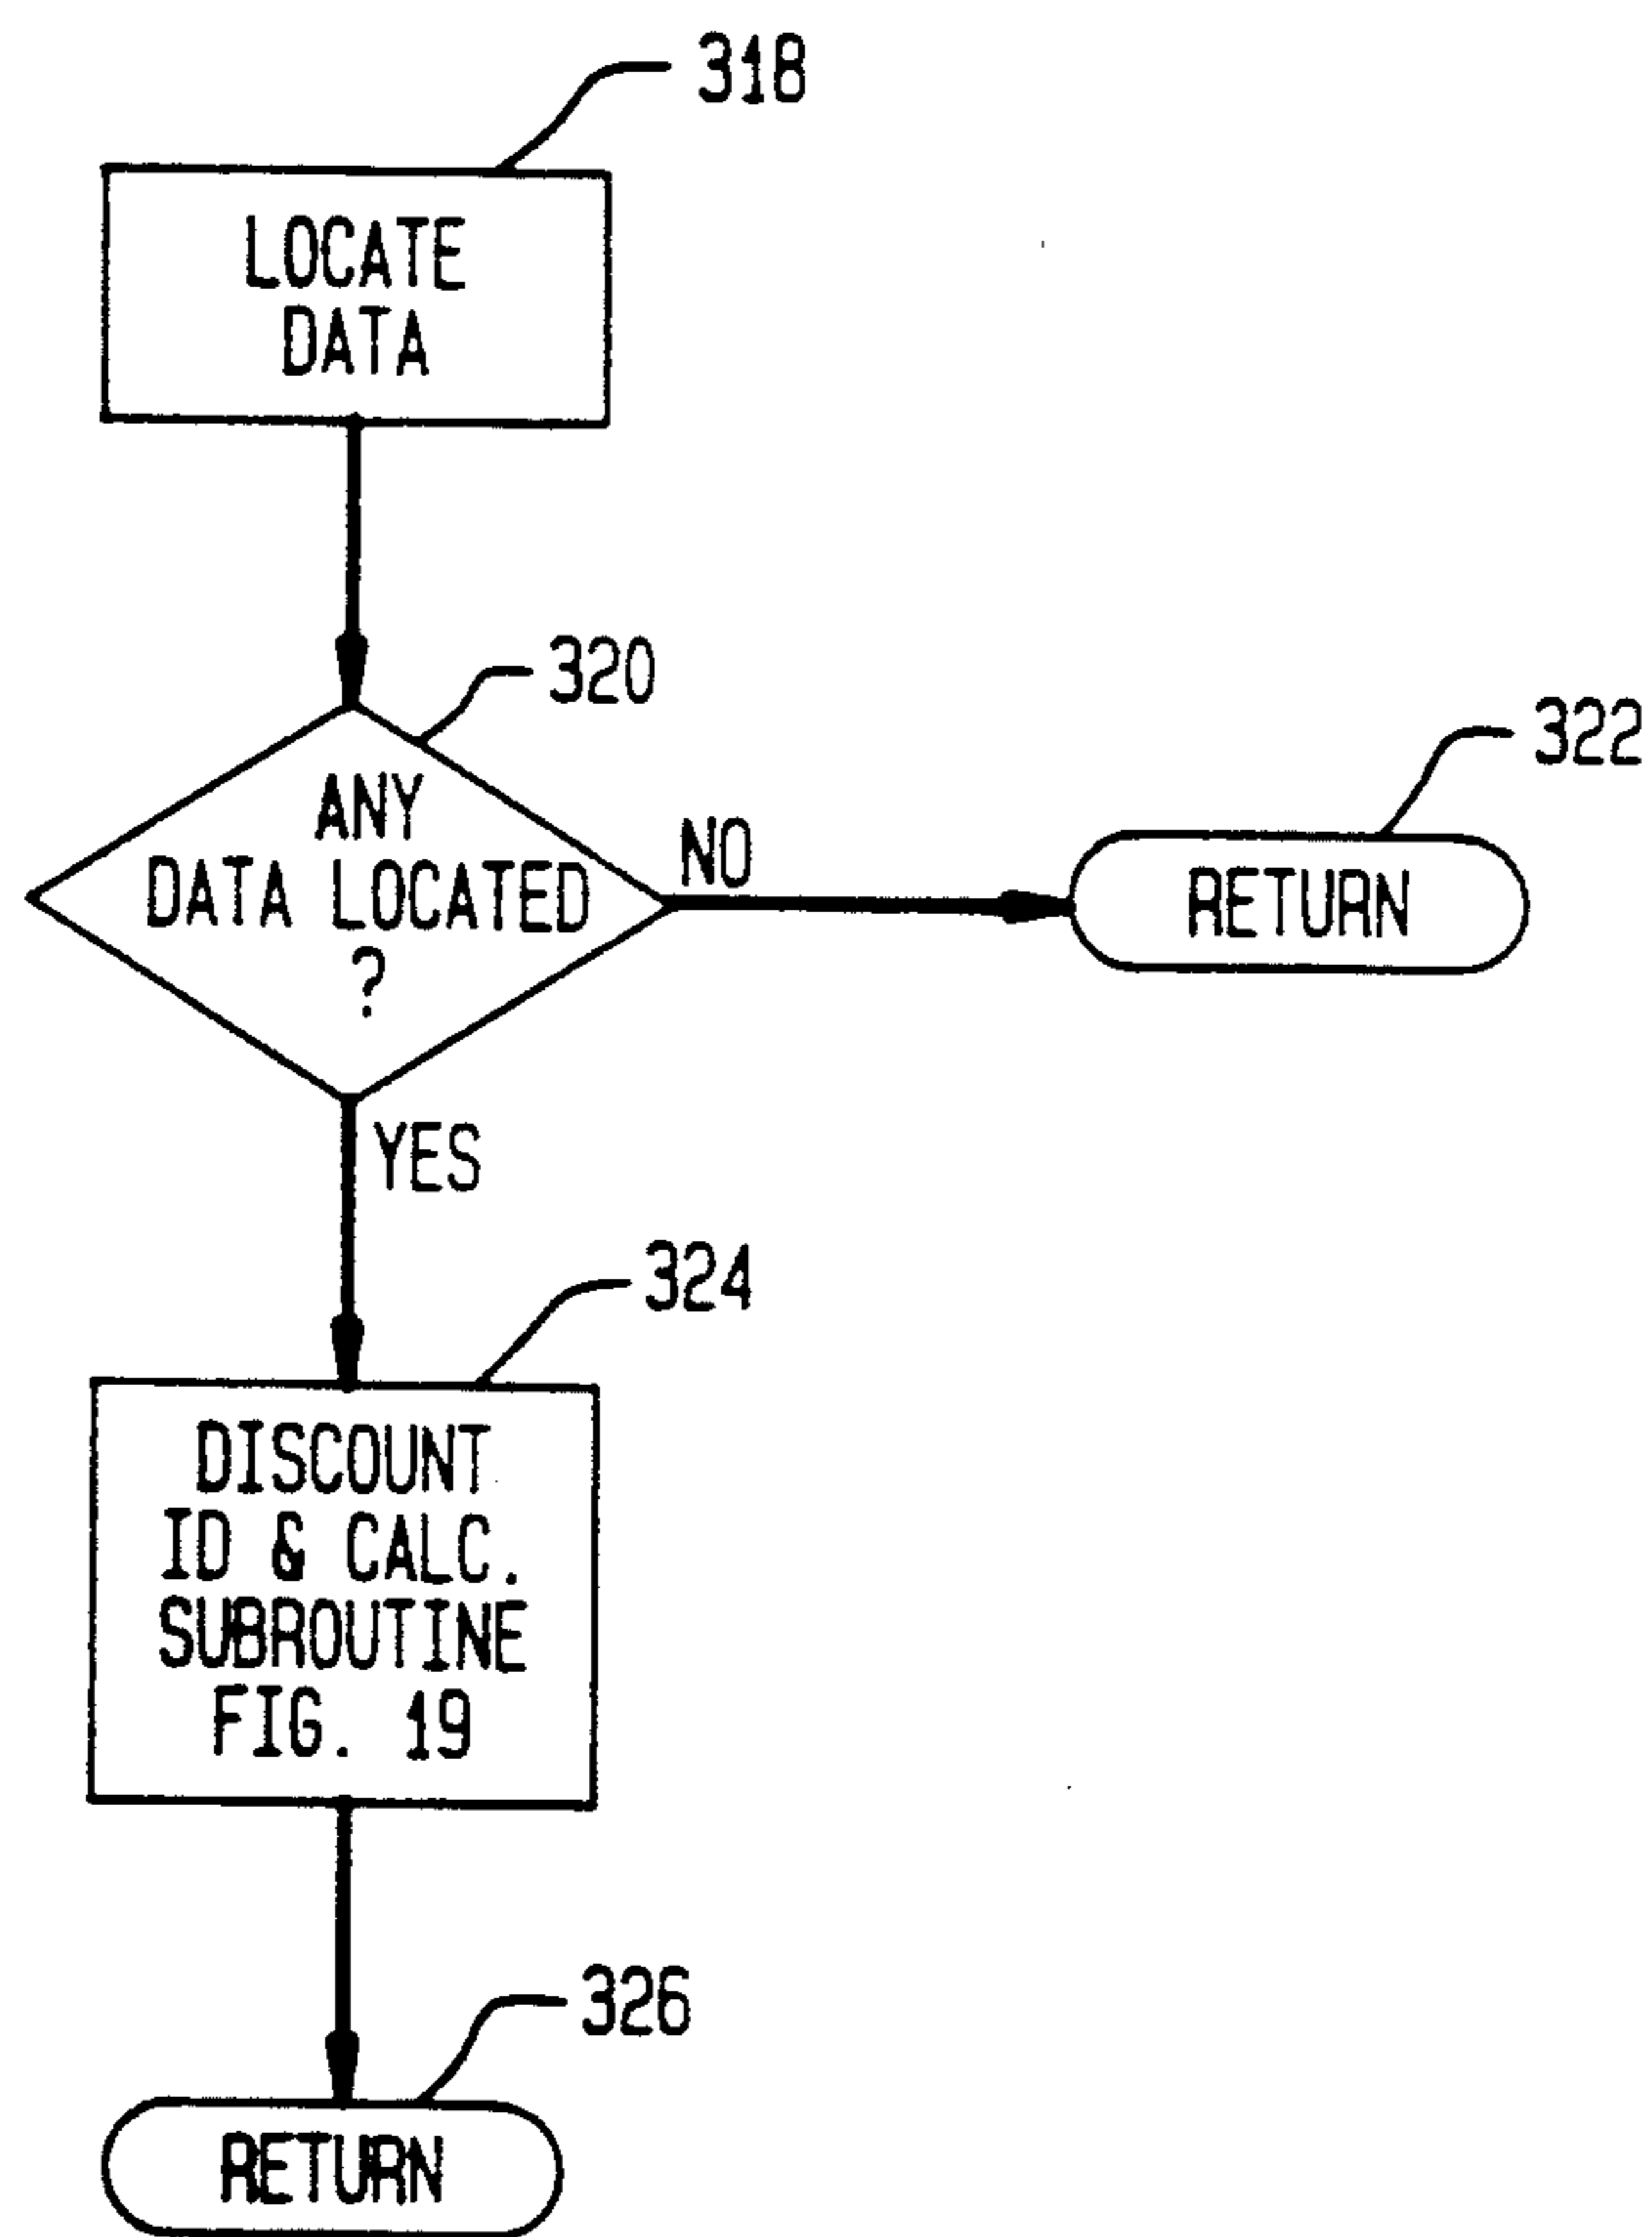 318
LOCATE
DATA
320
ANY
DATA LOCATED
?
NO
322
RETURN
YES
324
DISCOUNT
ID & CALC.
SUBROUTINE
FIG. 19
326
RETURN